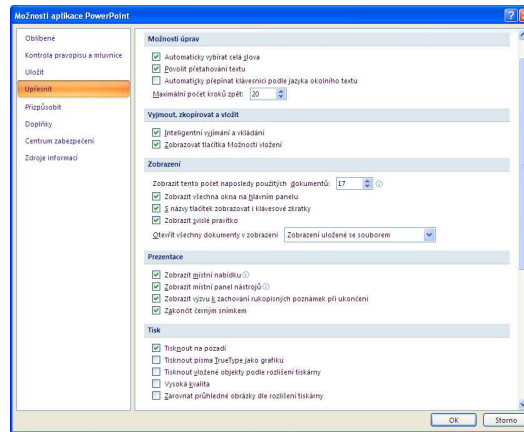 Možnosti aplikace PowerPoint
Oblíbené
Kontrola pravopisu a mluvnice
Uložit
Upřesnit
Přizpůsobit
Doplňky
Centrum zabezpečení
Zdroje informací
Možnosti úprav
Automaticky vybírat celá slova
Povolit přetahování textu
Automaticky přepínat klávesnici podle jazyka okolního textu
Maximální počet kroků zpět: 20
Vyjmout, zkopírovat a vložit
Inteligentní vyjímání a vkládání
Zobrazovat tlačítka Možnosti vložení
Zobrazení
Zobrazit tento počet naposledy použitých dokumentů: 17
Zobrazit všechna okna na hlavním panelu
S názvy tlačítek zobrazovat i klávesové zkratky
Zobrazit svislé pravítko
Otevřít všechny dokumenty v zobrazení Zobrazení uložené se souborem
Prezentace
Zobrazit místní nabídku
Zobrazit místní panel nástrojů
Zobrazit výzvu k zachování rukopisných poznámek při ukončení
Zakončit černým snímkem
Tisk
Tisknout na pozadí
Tisknout písma TrueType jako grafiku
Tisknout vložené objekty podle rozlišení tiskárny
Vysoká kvalita
Zarovnat průhledné obrázky dle rozlišení tiskárny
OK Storno